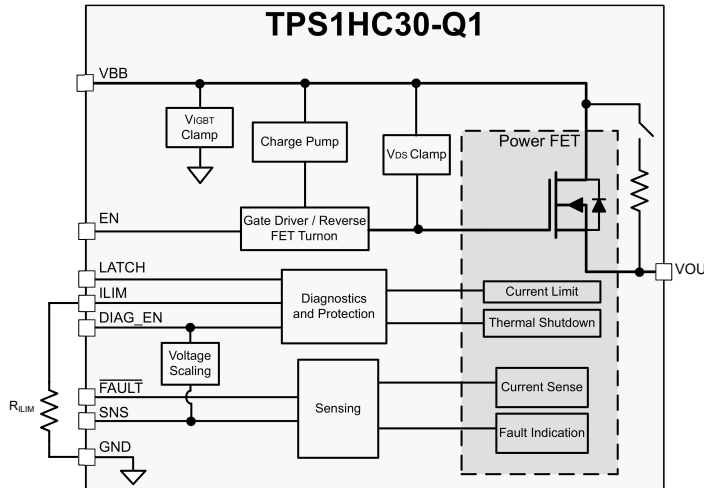 TPS1HC30-Q1
VBB
VIGBT
Clamp
Charge Pump
VDS Clamp
Power FET
EN
Gate Driver / Reverse
FET Turnon
VOU
LATCH
ILIM
DIAG_EN
Diagnostics
and Protection
Current Limit
Thermal Shutdown
Voltage
Scaling
FAULT
SNS
RILIM
Sensing
Current Sense
Fault Indication
GND